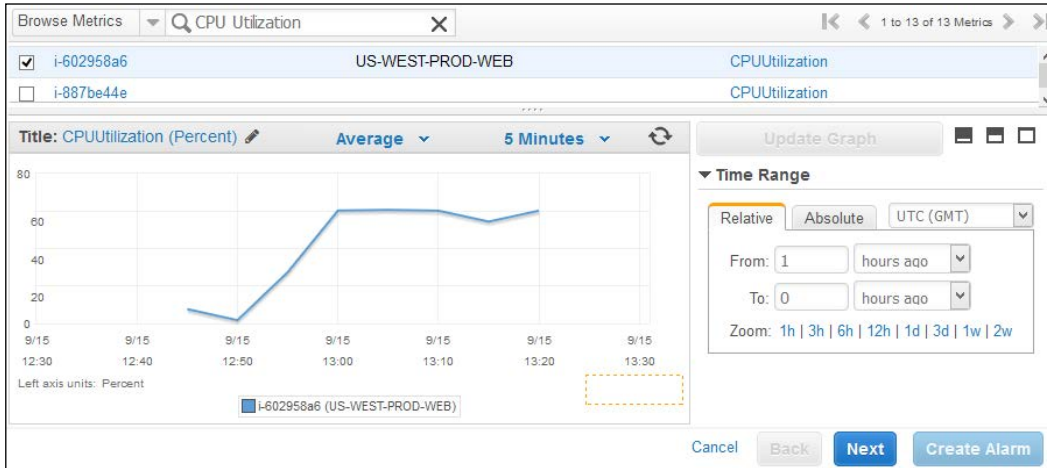 Browse Metrics CPU Utilization 1 to 13 of 13 Metrics
i-602958a6 US-WEST-PROD-WEB CPUUtilization
i-887be44e CPUUtilization
Title: CPUUtilization (Percent) Average 5 Minutes
80
60
40
20
0
9/15 9/15 9/15 9/15 9/15 9/15 9/15
12:30 12:40 12:50 13:00 13:10 13:20 13:30
Left axis units: Percent
i-602958a6 (US-WEST-PROD-WEB)
Update Graph
Time Range
Relative Absolute UTC (GMT)
From: 1 hours ago
To: 0 hours ago
Zoom: 1h | 3h | 6h | 12h | 1d | 3d | 1w | 2w
Cancel Back Next Create Alarm